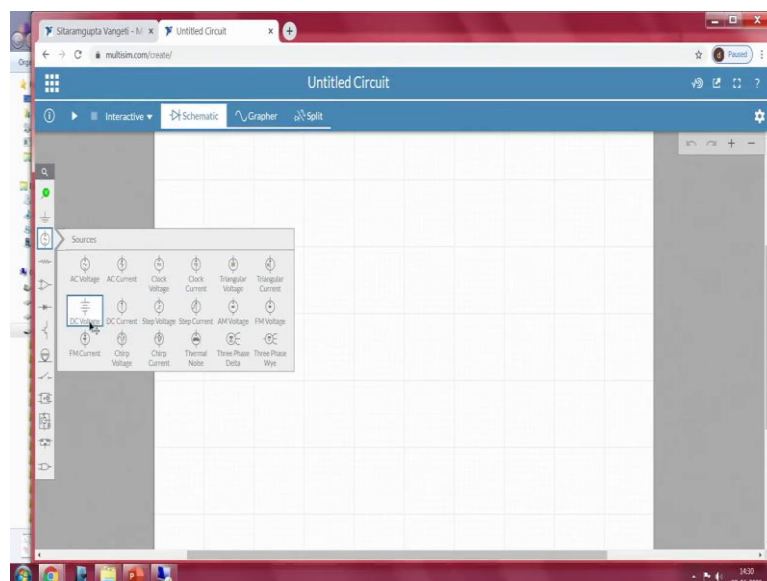 Sitaramgupta Vangeti - M x Untitled Circuit x
multisim.com/create/ d Paused
Orga
Untitled Circuit ?
Interactive Schematic Grapher Split
Sources
AC Voltage AC Current Clock Voltage Clock Current Triangular Voltage Triangular Current
DC Voltage DC Current Step Voltage Step Current AM Voltage FM Voltage
FM Current Chirp Voltage Chirp Current Thermal Noise Three Phase Delta Three Phase Wye
1430